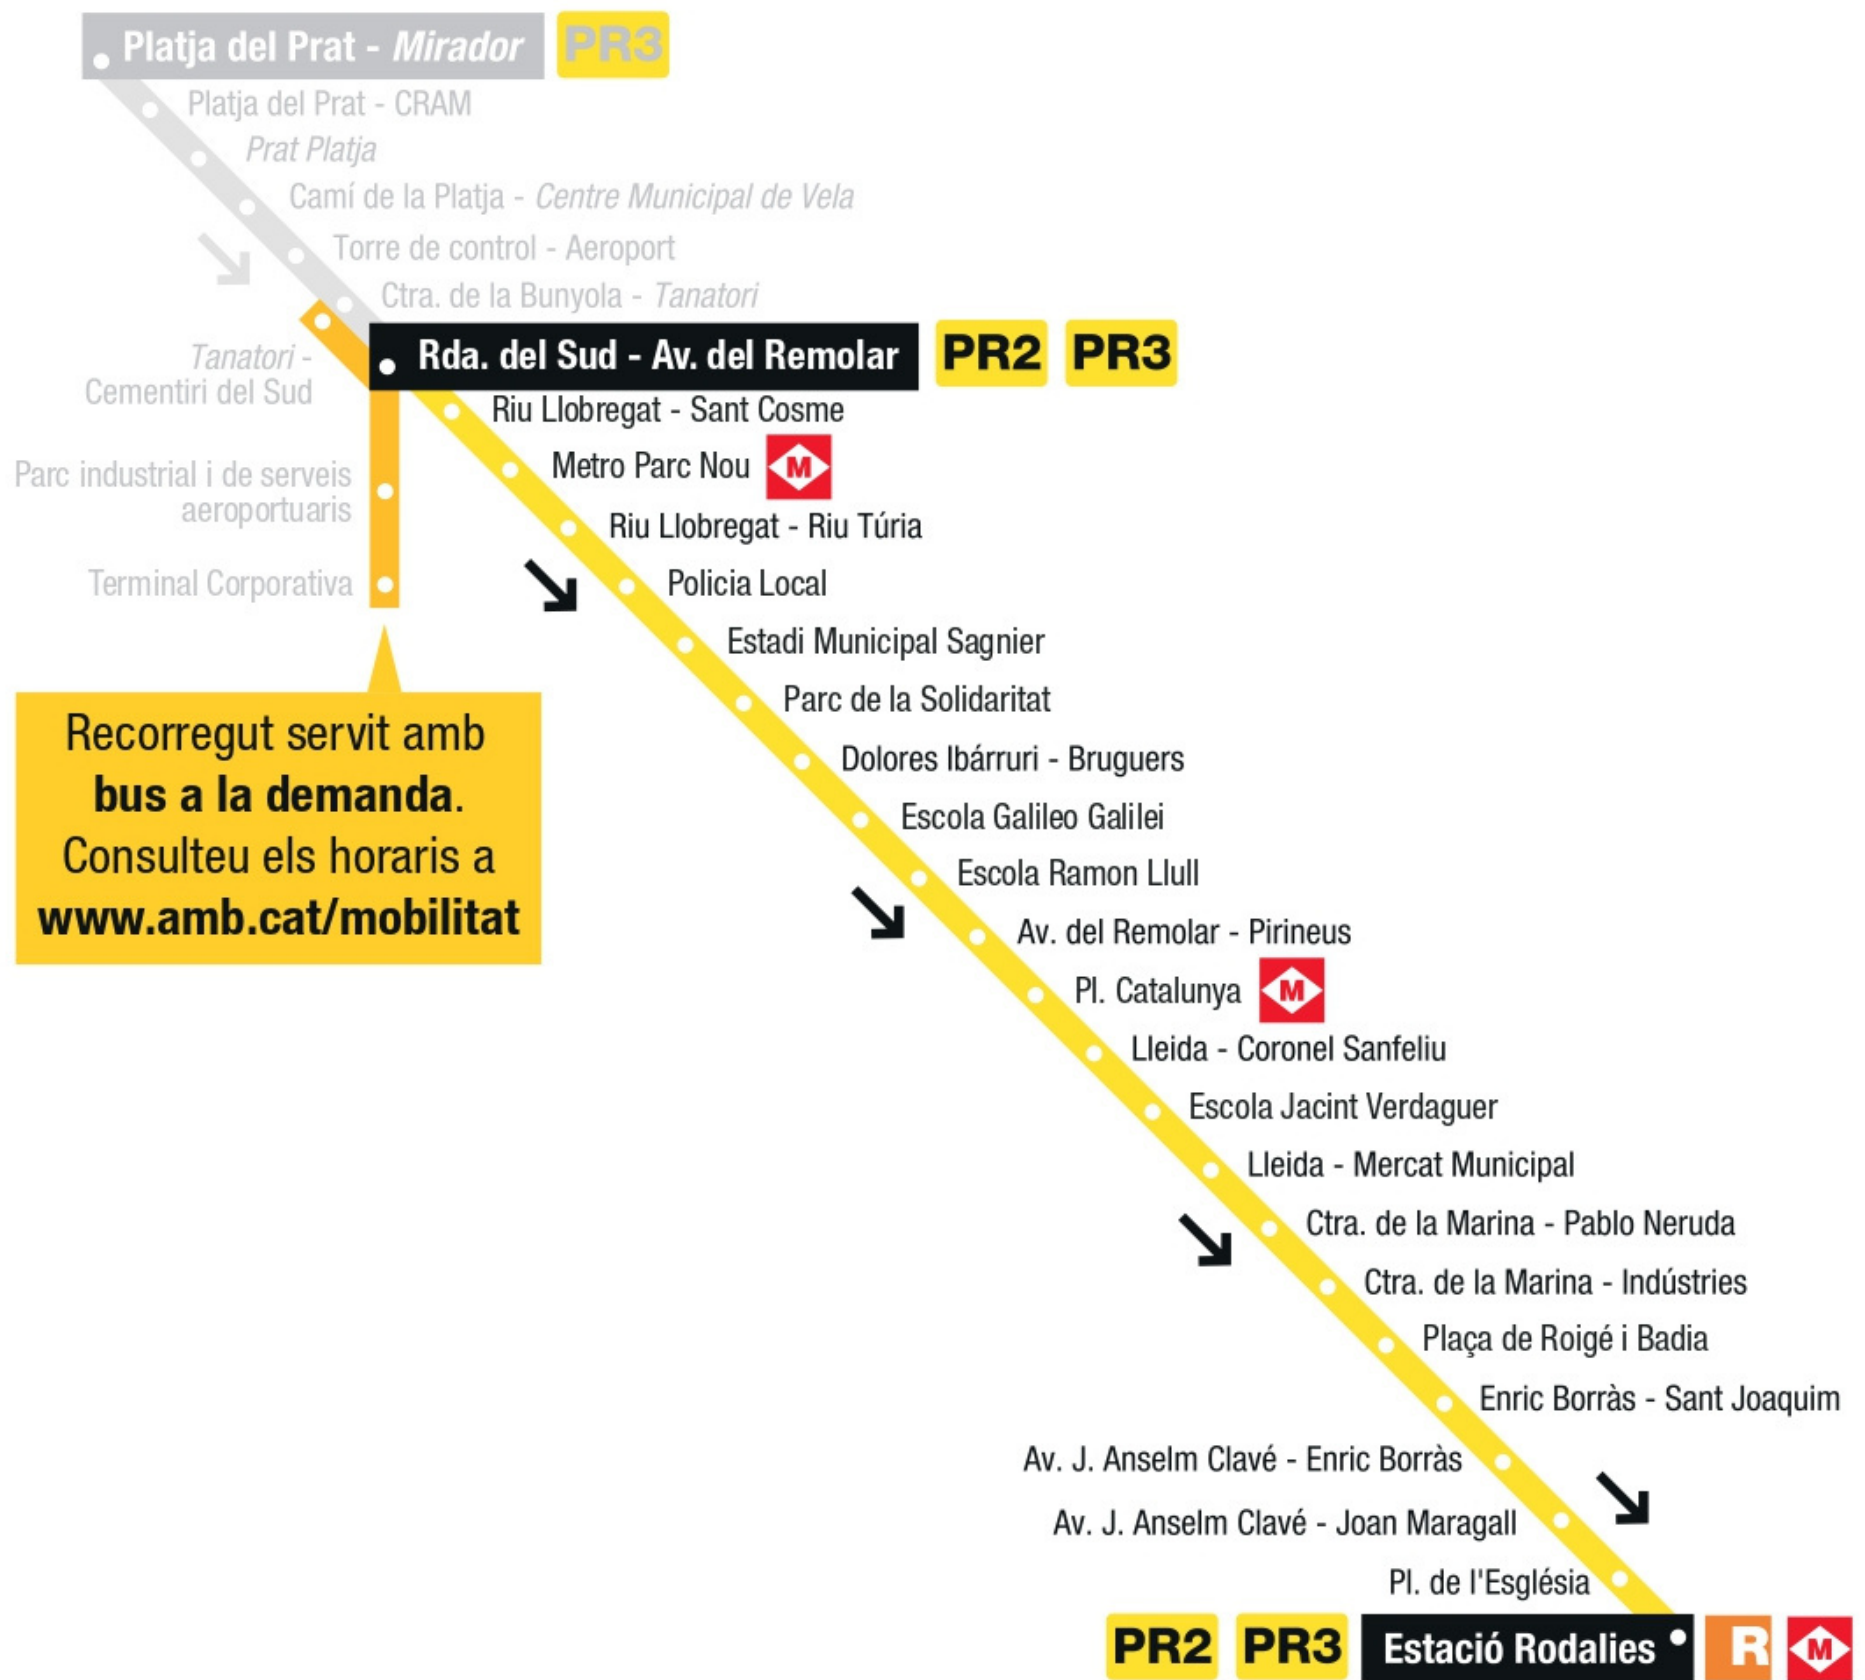 Platja del Prat - Mirador PR3
Platja del Prat - CRAM
Prat Platja
Camí de la Platja - Centre Municipal de Vela
Torre de control - Aeroport
Ctra. de la Bunyola - Tanatori
Rda. del Sud - Av. del Remolar PR2 PR3
Tanatori -
Cementiri del Sud
Parc industrial i de serveis
aeroportuaris
Terminal Corporativa
Recorregut servit amb
bus a la demanda.
Consulteu els horaris a
www.amb.cat/mobilitat
Riu Llobregat - Sant Cosme
Metro Parc Nou M
Riu Llobregat - Riu Túria
Policia Local
Estadi Municipal Sagnier
Parc de la Solidaritat
Dolores Ibárruri - Bruguers
Escola Galileo Galilei
Escola Ramon Llull
Av. del Remolar - Pirineus
Pl. Catalunya M
Lleida - Coronel Sanfeliu
Escola Jacint Verdaguer
Lleida - Mercat Municipal
Ctra. de la Marina - Pablo Neruda
Ctra. de la Marina - Indústries
Plaça de Roigé i Badia
Enric Borràs - Sant Joaquim
Av. J. Anselm Clavé - Enric Borràs
Av. J. Anselm Clavé - Joan Maragall
Pl. de l'Església
PR2 PR3 Estació Rodalies R M